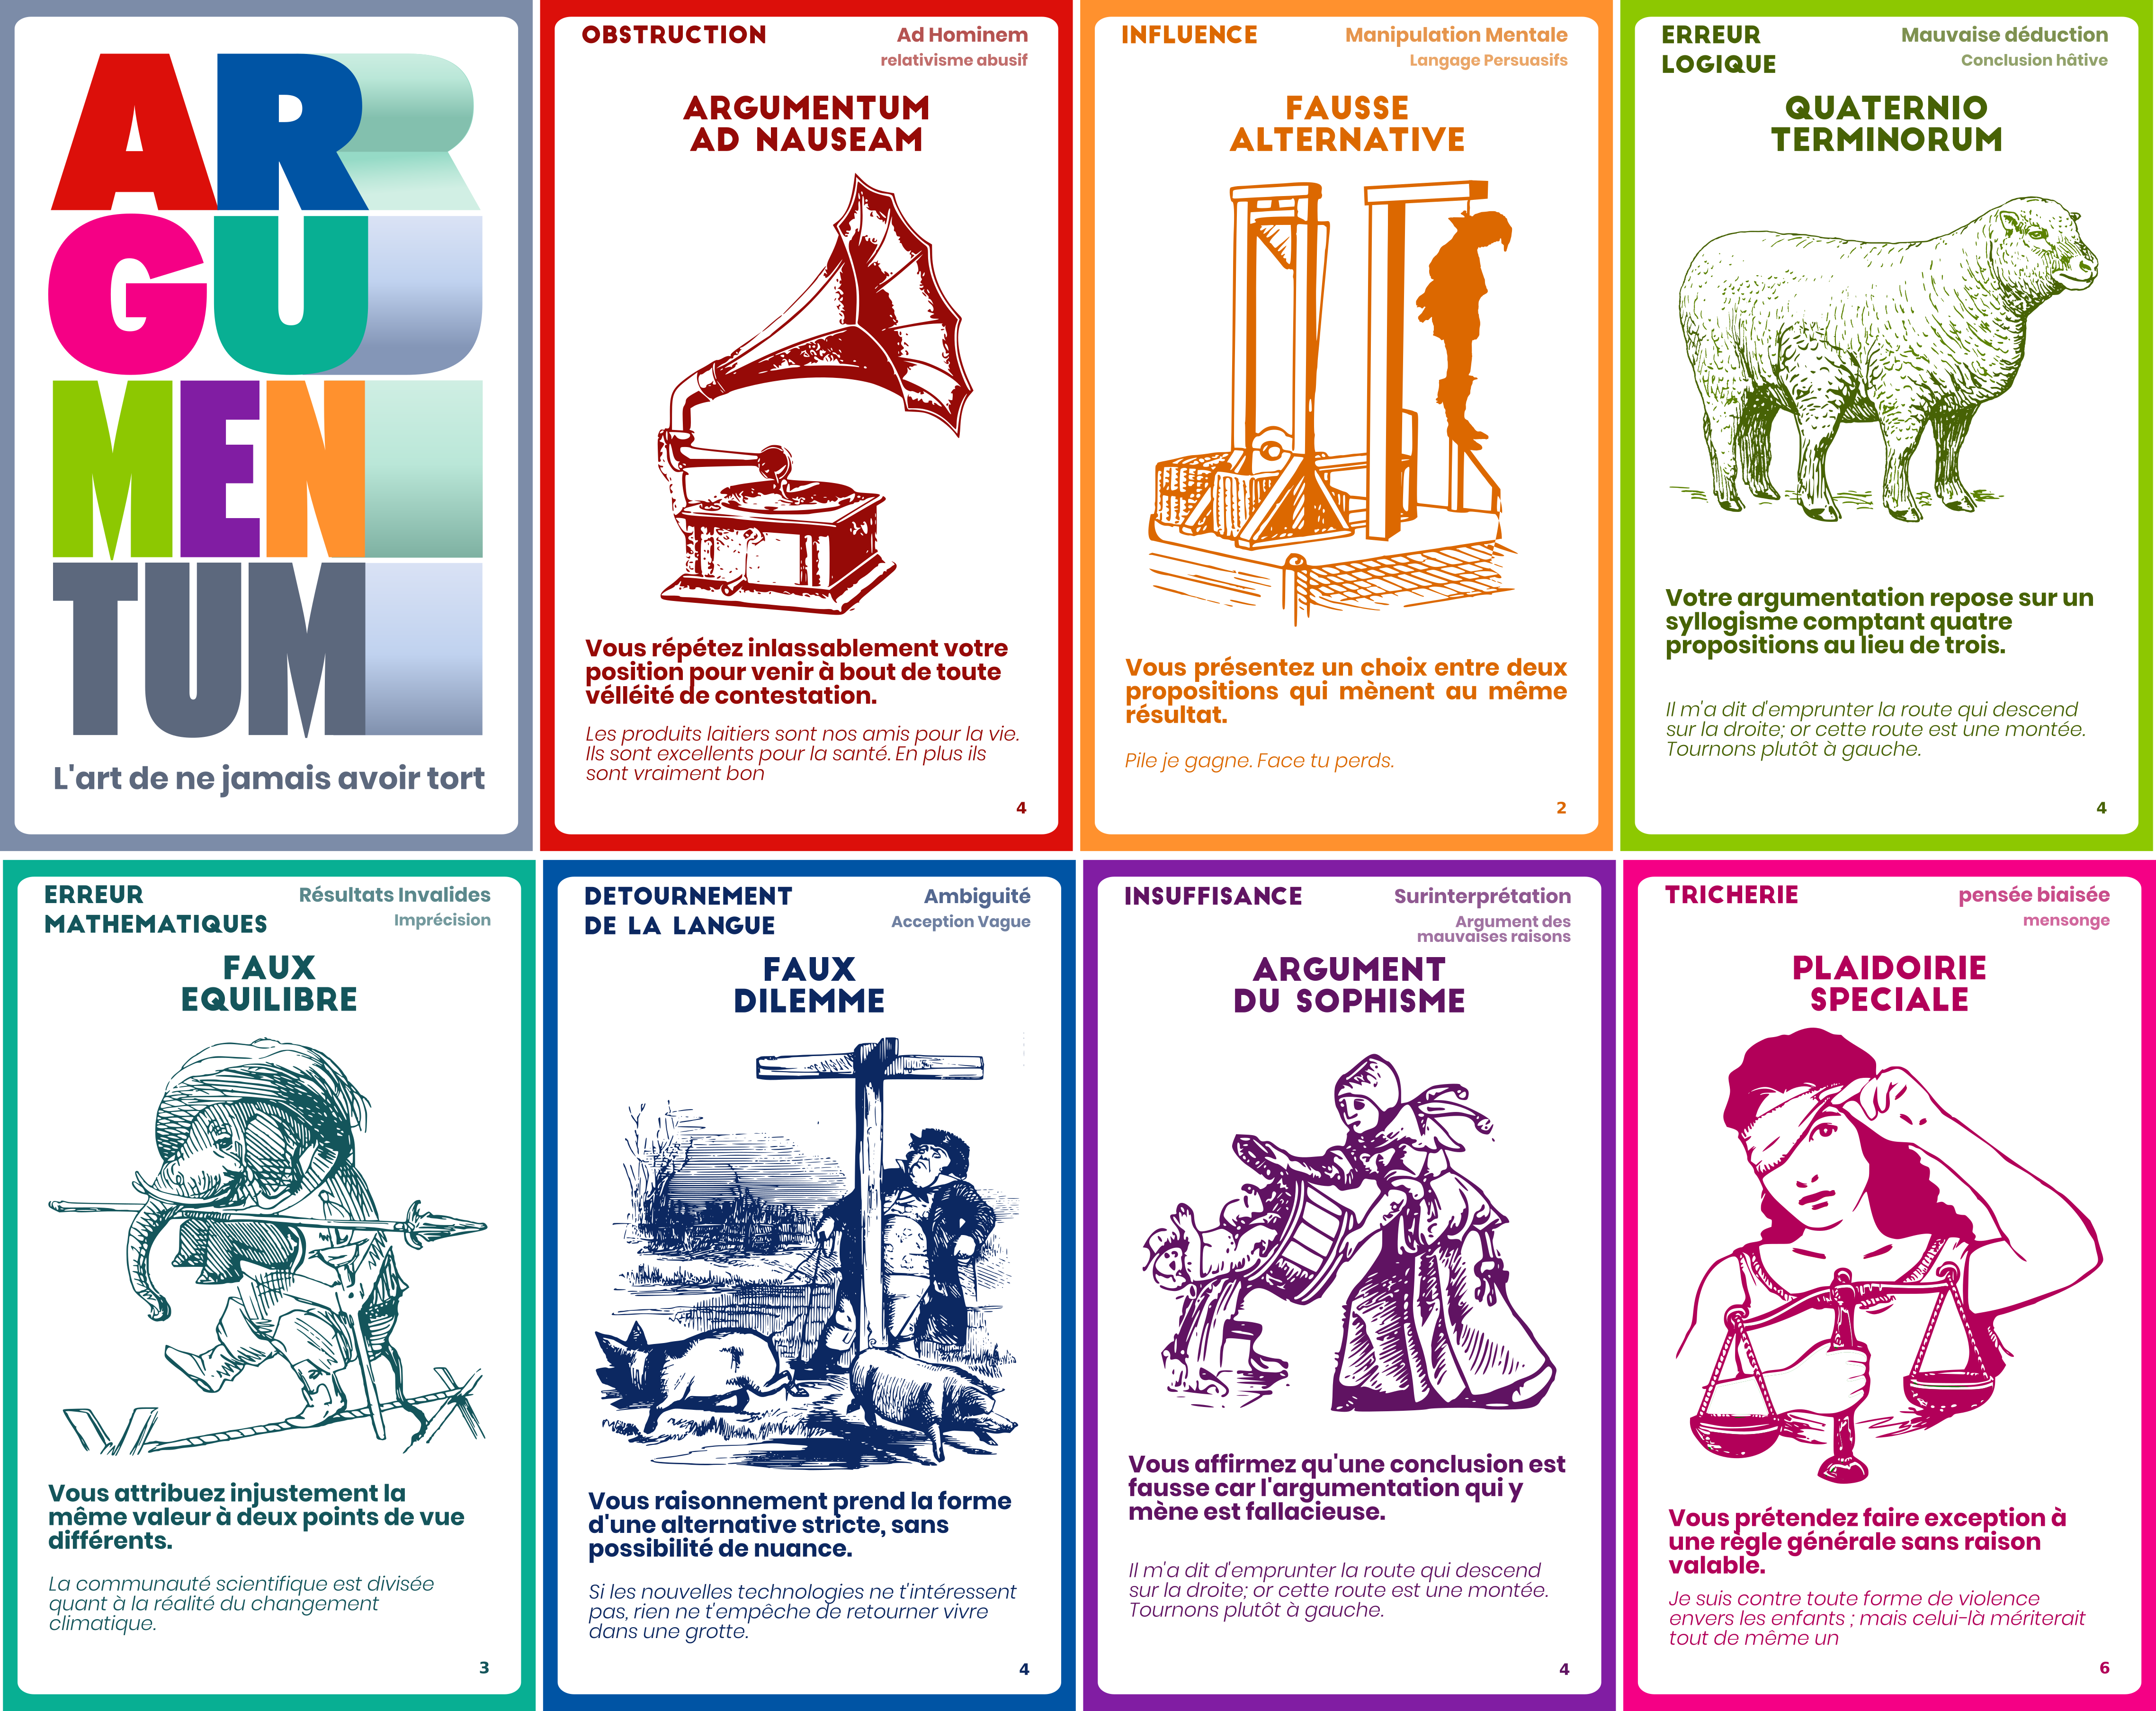 AR
GU
MEN
TUM
L'art de ne jamais avoir tort
OBSTRUCTION
Ad Hominem
relativisme abusif
ARGUMENTUM
AD NAUSEAM
Vous répétez inlassablement votre
position pour venir à bout de toute
vélléité de contestation.
Les produits laitiers sont nos amis pour la vie.
Ils sont excellents pour la santé. En plus ils
sont vraiment bon
4
INFLUENCE
Manipulation Mentale
Langage Persuasifs
FAUSSE
ALTERNATIVE
Vous présentez un choix entre deux
propositions qui mènent au même
résultat.
Pile je gagne. Face tu perds.
2
ERREUR
LOGIQUE
Mauvaise déduction
Conclusion hâtive
QUATERNIO
TERMINORUM
Votre argumentation repose sur un
syllogisme comptant quatre
propositions au lieu de trois.
Il m'a dit d'emprunter la route qui descend
sur la droite; or cette route est une montée.
Tournons plutôt à gauche.
4
ERREUR
MATHEMATIQUES
Résultats Invalides
Imprécision
FAUX
EQUILIBRE
Vous attribuez injustement la
même valeur à deux points de vue
différents.
La communauté scientifique est divisée
quant à la réalité du changement
climatique.
3
DETOURNEMENT
DE LA LANGUE
Ambiguité
Acception Vague
FAUX
DILEMME
Vous raisonnement prend la forme
d'une alternative stricte, sans
possibilité de nuance.
Si les nouvelles technologies ne t'intéressent
pas, rien ne t'empêche de retourner vivre
dans une grotte.
4
INSUFFISANCE
Surinterprétation
Argument des
mauvaises raisons
ARGUMENT
DU SOPHISME
Vous affirmez qu'une conclusion est
fausse car l'argumentation qui y
mène est fallacieuse.
Il m'a dit d'emprunter la route qui descend
sur la droite; or cette route est une montée.
Tournons plutôt à gauche.
4
TRICHERIE
pensée biaisée
mensonge
PLAIDOIRIE
SPECIALE
Vous prétendez faire exception à
une règle générale sans raison
valable.
Je suis contre toute forme de violence
envers les enfants ; mais celui-là mériterait
tout de même un
6